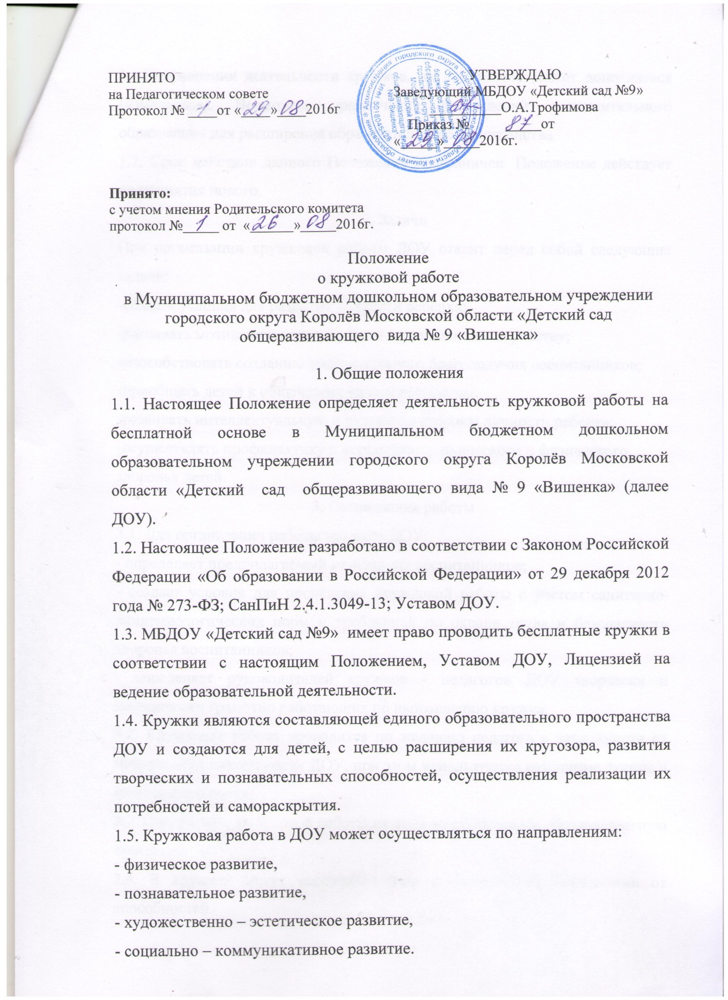 ПРИНЯТО
на Педагогическом совете
Протокол № 1 от «29» 08 2016г
УТВЕРЖДАЮ
Заведующий МБДОУ «Детский сад №9»
О.А.Трофимова
Приказ № 87 от
«29» 08 2016г.
Принято:
с учетом мнения Родительского комитета
протокол № 1 от «26» 08 2016г.
Положение
о кружковой работе
в Муниципальном бюджетном дошкольном образовательном учреждении
городского округа Королёв Московской области «Детский сад
общеразвивающего вида № 9 «Вишенка»
1. Общие положения
1.1. Настоящее Положение определяет деятельность кружковой работы на
бесплатной основе в Муниципальном бюджетном дошкольном
образовательном учреждении городского округа Королёв Московской
области «Детский сад общеразвивающего вида № 9 «Вишенка» (далее
ДОУ).
1.2. Настоящее Положение разработано в соответствии с Законом Российской
Федерации «Об образовании в Российской Федерации» от 29 декабря 2012
года № 273-ФЗ; СанПиН 2.4.1.3049-13; Уставом ДОУ.
1.3. МБДОУ «Детский сад №9» имеет право проводить бесплатные кружки в
соответствии с настоящим Положением, Уставом ДОУ, Лицензией на
ведение образовательной деятельности.
1.4. Кружки являются составляющей единого образовательного пространства
ДОУ и создаются для детей, с целью расширения их кругозора, развития
творческих и познавательных способностей, осуществления реализации их
потребностей и самораскрытия.
1.5. Кружковая работа в ДОУ может осуществляться по направлениям:
- физическое развитие,
- познавательное развитие,
- художественно – эстетическое развитие,
- социально – коммуникативное развитие.